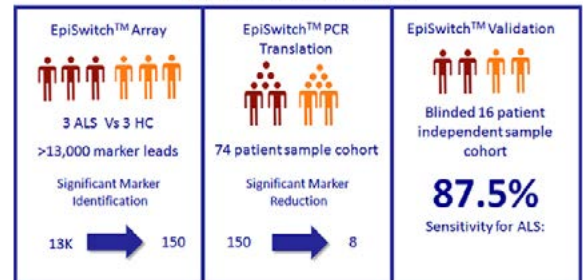 EpiSwitch™ Array
3 ALS Vs 3 HC
>13,000 marker leads
Significant Marker
Identification
13K 150
EpiSwitch™ PCR
Translation
74 patient sample cohort
Significant Marker
Reduction
150 8
EpiSwitch™ Validation
Blinded 16 patient
independent sample
cohort
87.5%
Sensitivity for ALS: